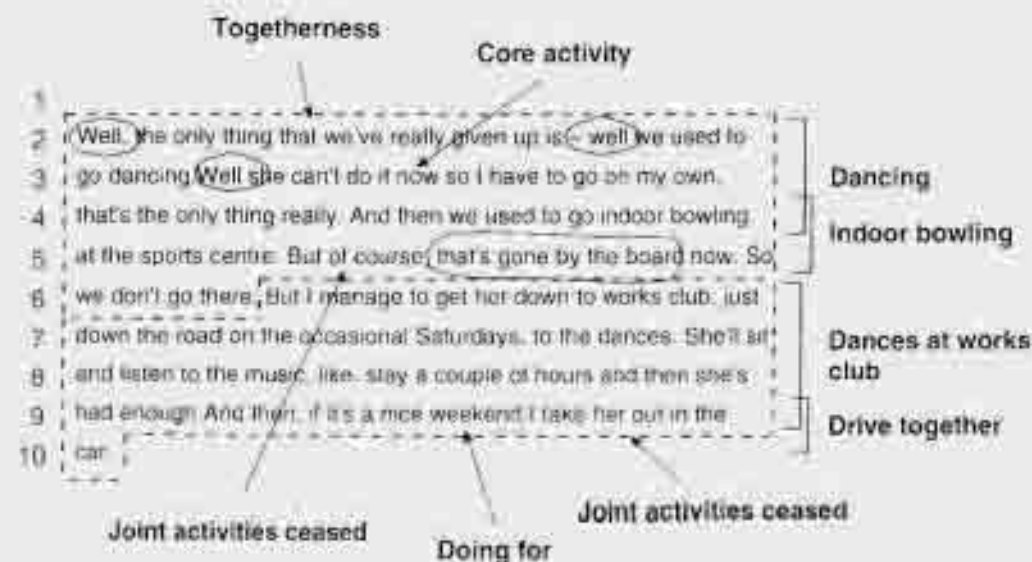 Togetherness
Core activity
1
2 Well, the only thing that we've really given up is - well we used to
3 go dancing. Well she can't do it now so I have to go on my own,
4 that's the only thing really. And then we used to go indoor bowling
5 at the sports centre. But of course, that's gone by the board now. So
6 we don't go there. But I manage to get her down to works club, just
7 down the road on the occasional Saturdays, to the dances. She'll sit
8 and listen to the music, like, stay a couple of hours and then she's
9 had enough. And then, if it's a nice weekend I take her out in the
10 car.
Dancing
Indoor bowling
Dances at works
club
Drive together
Joint activities ceased
Doing for
Joint activities ceased